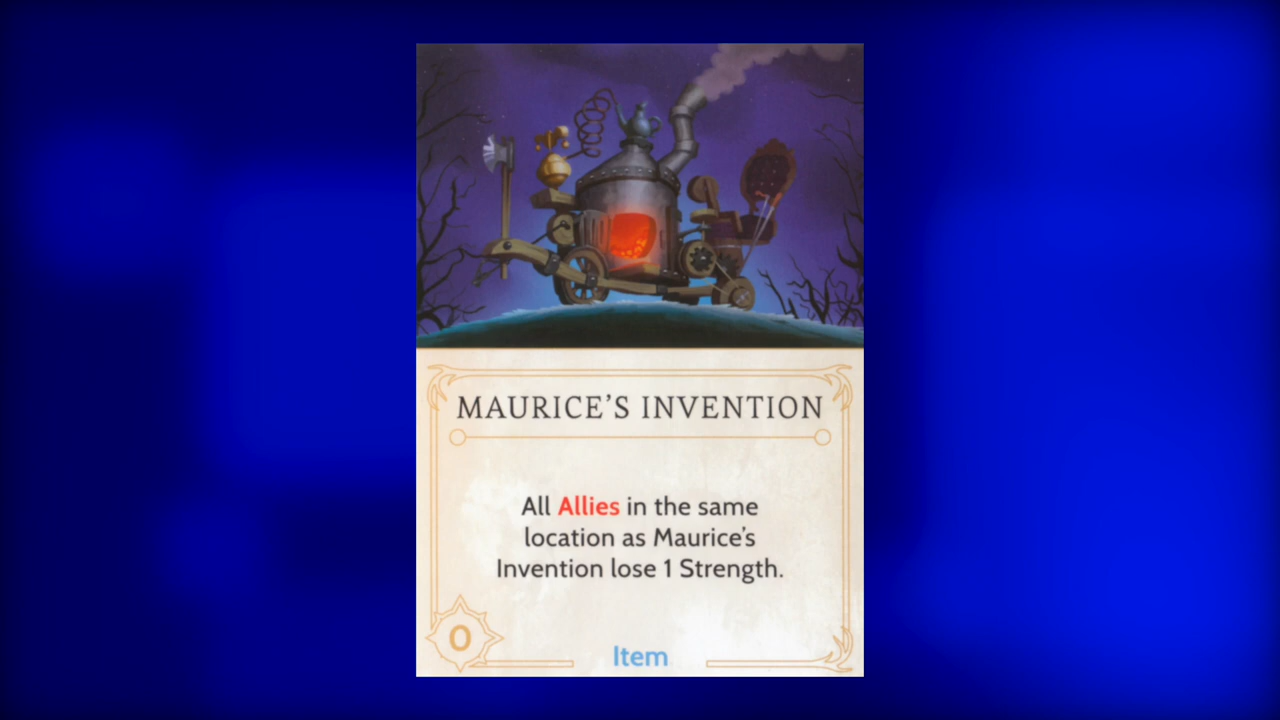 MAURICE’S INVENTION
All Allies in the same
location as Maurice’s
Invention lose 1 Strength.
0
Item